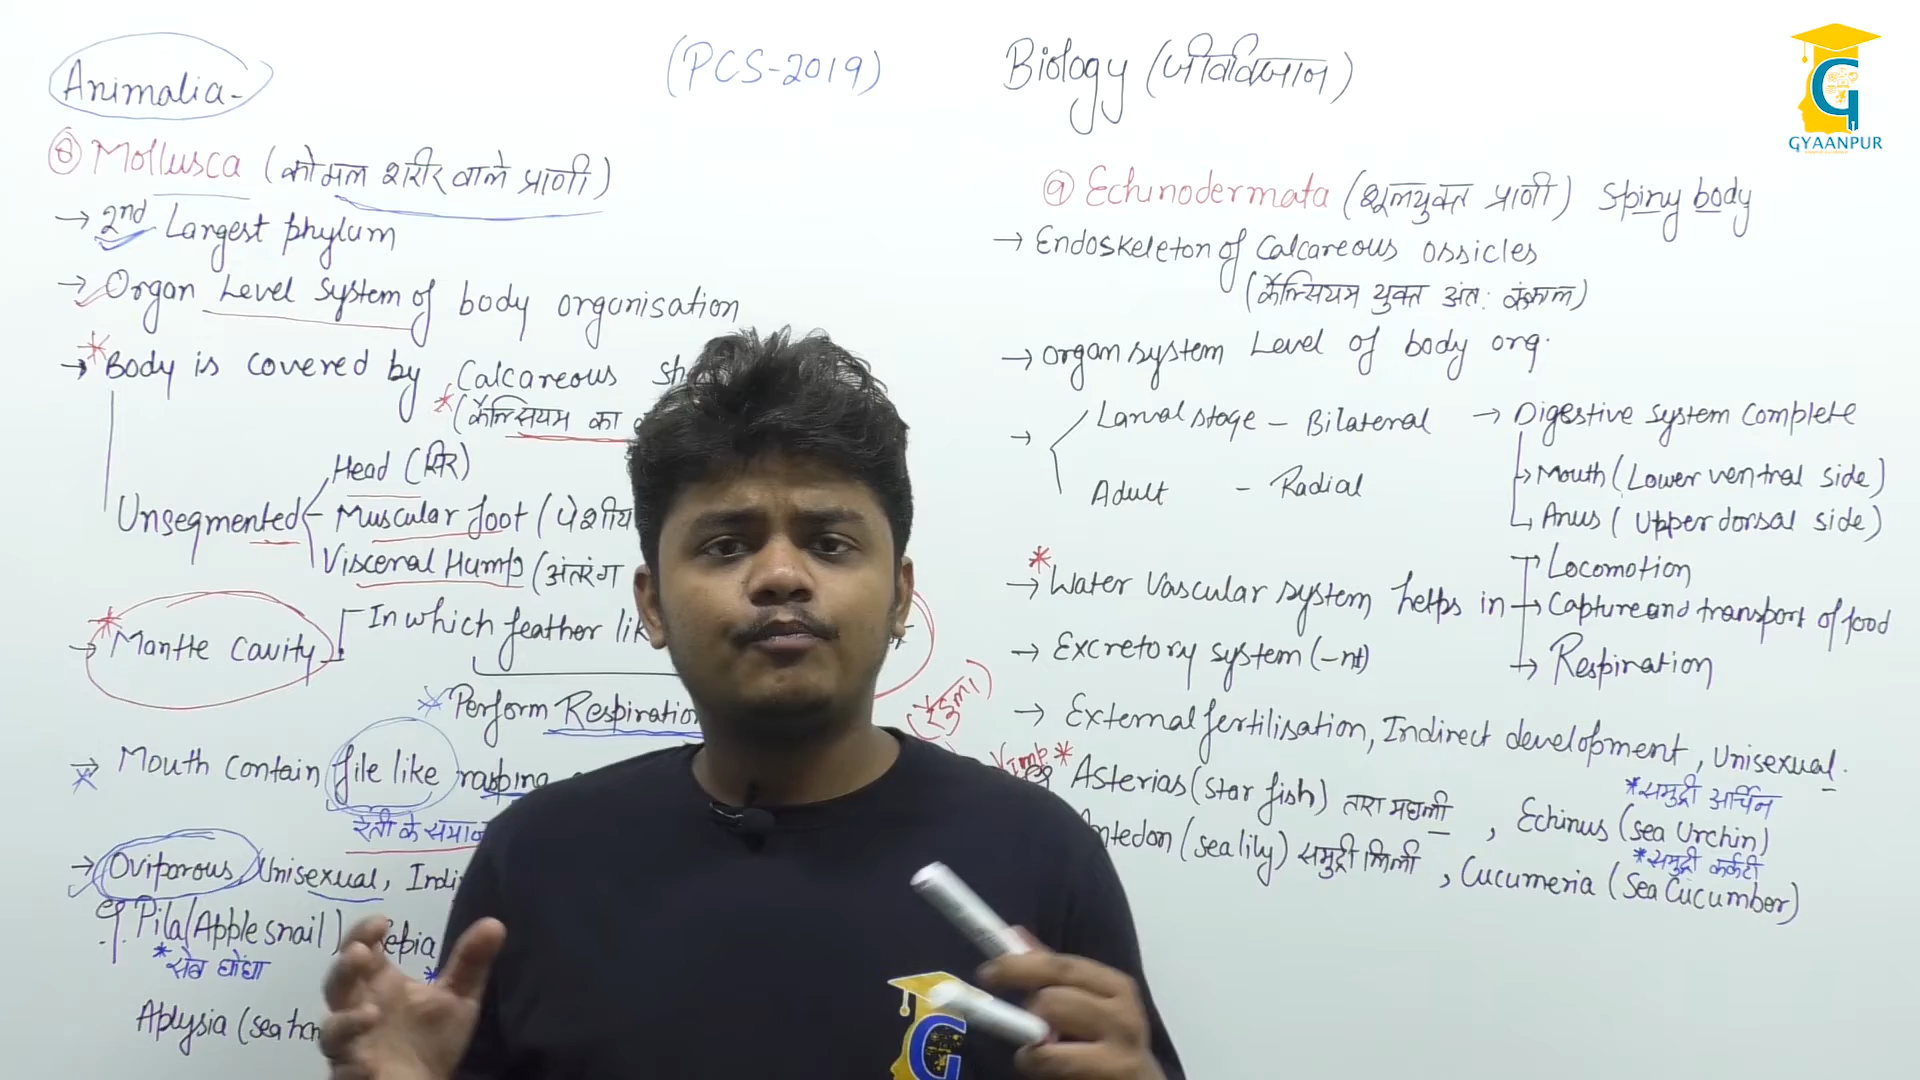 Animalia-
(PCS-2019)
Biology (जीवविज्ञान)
G
GYAANPUR
⑧ Mollusca (कोमल शरीर वाले प्राणी)
→ 2nd Largest phylum
→ Organ Level System of body organisation
→ *Body is covered by Calcareous
*(कैल्सियम का
Unsegmented
Head (सिर)
Muscular foot (पेशीय
Visceral Hump (अंतरंग
*→ Mantle cavity
In which feather
* Perform Respiration
→ * Mouth contain file like rasping
रेती के समान
→ Oviporous, Unisexual,
eg. Pila (Apple snail),
* सेब घोंघा
Aplysia (sea
⑨ Echinodermata (शूलयुक्त प्राणी) Spiny body
→ Endoskeleton of Calcareous ossicles
(कैल्सियम युक्त अंतः कंकाल)
→ organ system Level of body org.
→ Larval stage - Bilateral
Adult - Radial
→ Digestive system complete
→ Mouth (Lower ventral side)
→ Anus (Upper dorsal side)
*→ Water vascular system helps in
→ Locomotion
→ Capture and transport of food
→ Respiration
→ Excretory system (-nt)
→ External fertilisation, Indirect development, Unisexual.
Vimp* eg Asterias (star fish) तारा मछली, Echinus (sea Urchin)
* समुद्री अर्चिन
(sea lily) समुद्री लिली, Cucumeria (Sea Cucumber)
* समुद्री कर्कटी
G